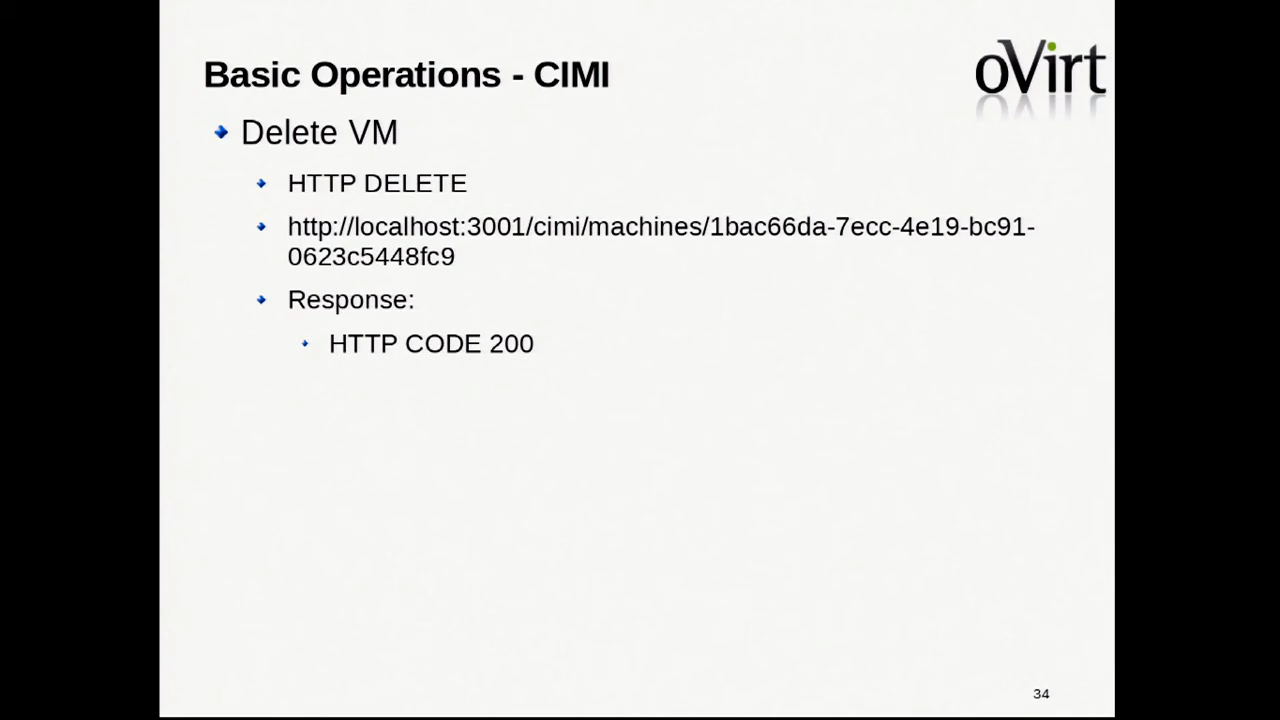 Basic Operations - CIMI
oVirt
Delete VM
HTTP DELETE
http://localhost:3001/cimi/machines/1bac66da-7ecc-4e19-bc91-
0623c5448fc9
Response:
HTTP CODE 200
34